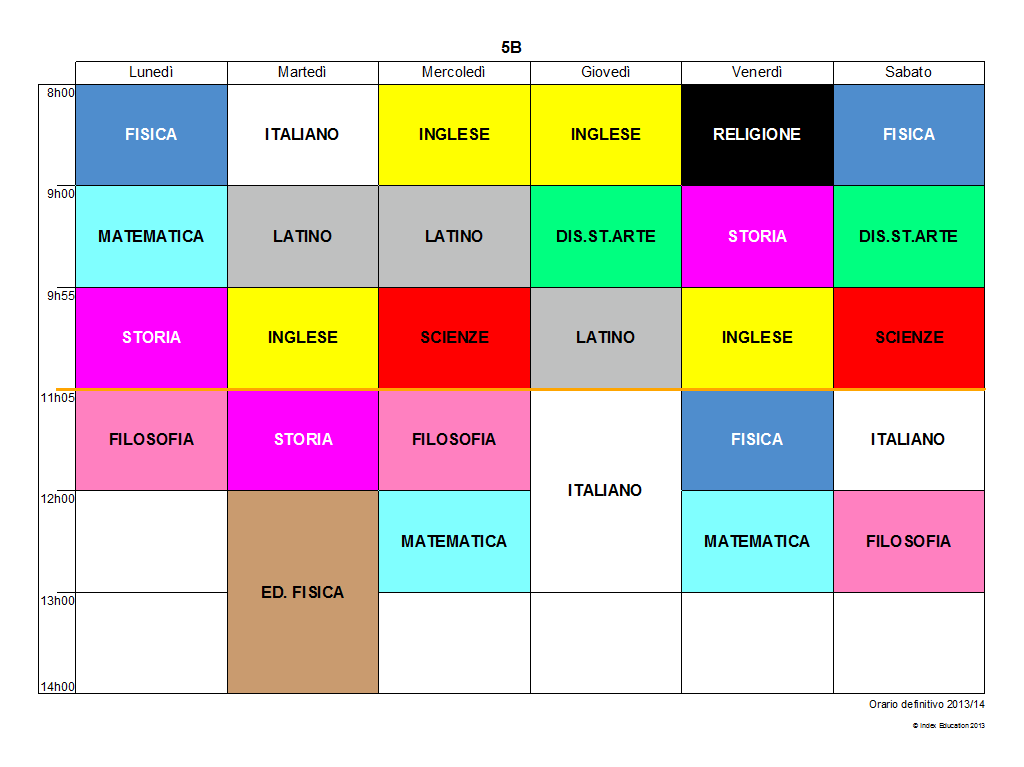 5B
Lunedì Martedì Mercoledì Giovedì Venerdì Sabato
8h00
FISICA ITALIANO INGLESE INGLESE RELIGIONE FISICA
9h00
MATEMATICA LATINO LATINO DIS.ST.ARTE STORIA DIS.ST.ARTE
9h55
STORIA INGLESE SCIENZE LATINO INGLESE SCIENZE
11h05
FILOSOFIA STORIA FILOSOFIA FISICA ITALIANO
ITALIANO
12h00
MATEMATICA MATEMATICA FILOSOFIA
ED. FISICA
13h00
14h00
Orario definitivo 2013/14
© Index Education 2013